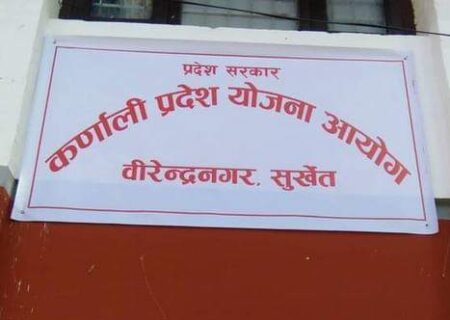 प्रदेश सरकार
कर्णाली प्रदेश योजना आयोग
वीरेन्द्रनगर, सुर्खेत